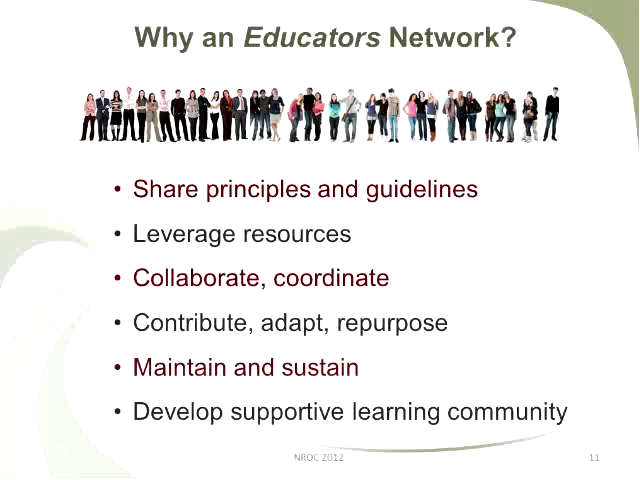 Why an Educators Network?
• Share principles and guidelines
• Leverage resources
• Collaborate, coordinate
• Contribute, adapt, repurpose
• Maintain and sustain
• Develop supportive learning community
NROC 2012
11